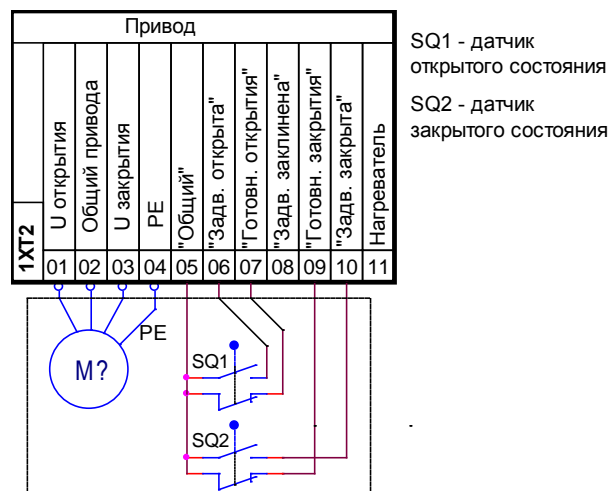 Привод
SQ1 - датчик
открытого состояния
SQ2 - датчик
закрытого состояния
1XT2
U открытия
Общий привода
U закрытия
PE
"Общий"
"Задв. открыта"
"Готовн. открытия"
"Задв. заклинена"
"Готовн. закрытия"
"Задв. закрыта"
Нагреватель
01 02 03 04 05 06 07 08 09 10 11
PE
M?
SQ1
SQ2